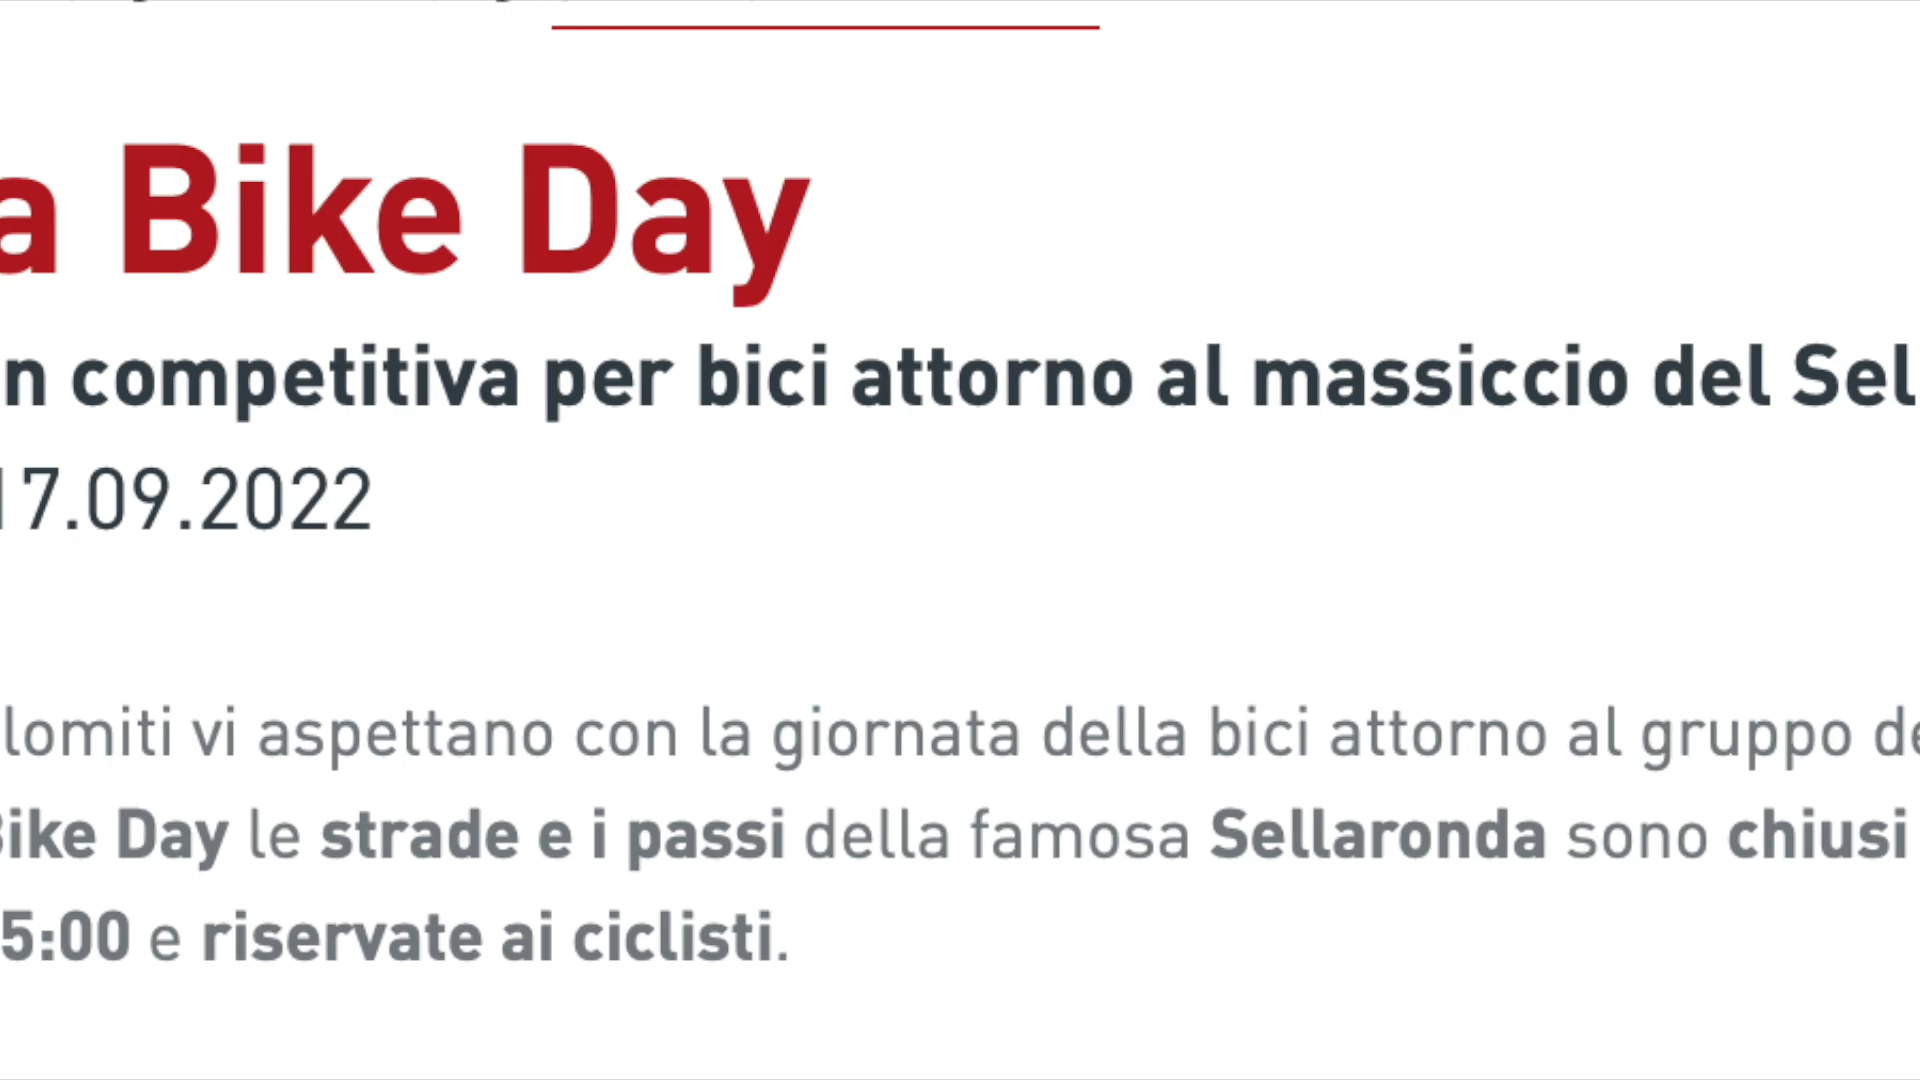 a Bike Day
n competitiva per bici attorno al massiccio del Sel
17.09.2022
lomiti vi aspettano con la giornata della bici attorno al gruppo de
Bike Day le strade e i passi della famosa Sellaronda sono chiusi
5:00 e riservate ai ciclisti.